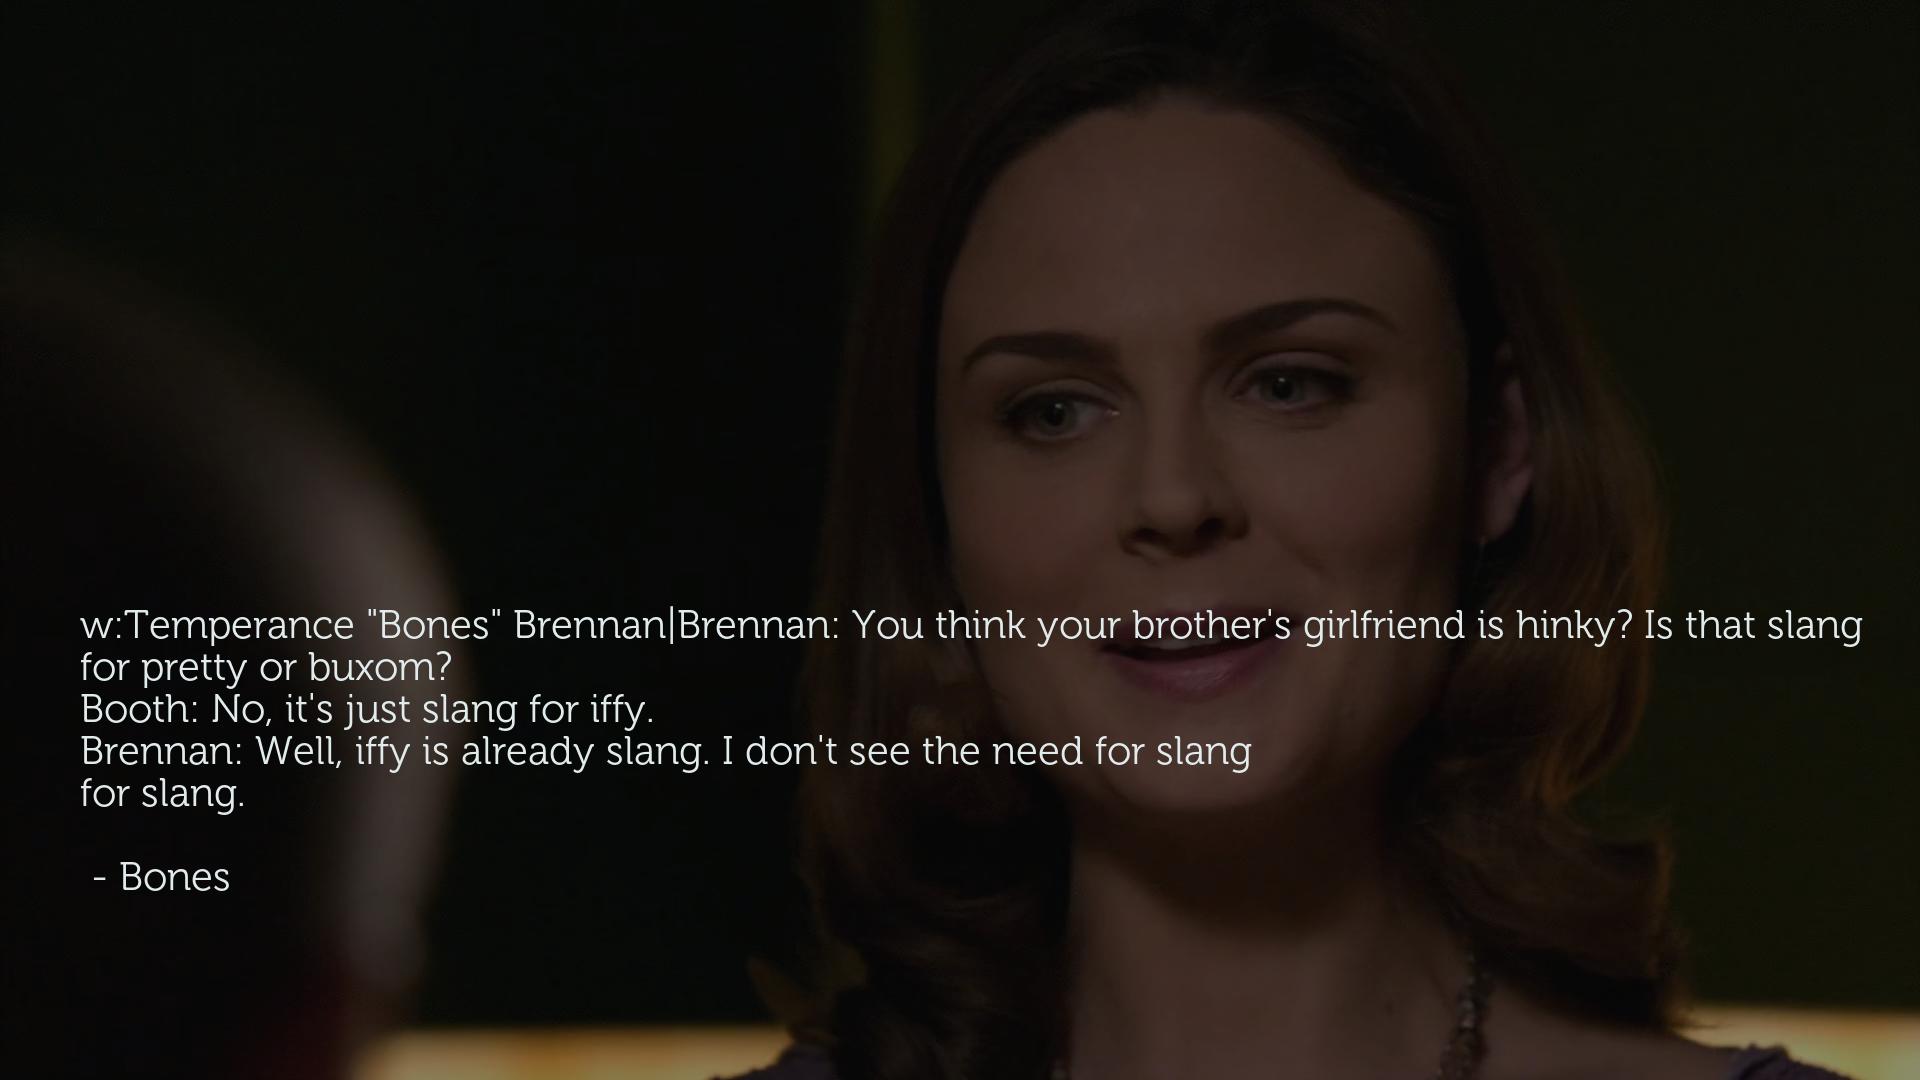 w:Temperance "Bones" Brennan|Brennan: You think your brother's girlfriend is hinky? Is that slang
for pretty or buxom?
Booth: No, it's just slang for iffy.
Brennan: Well, iffy is already slang. I don't see the need for slang
for slang.
- Bones